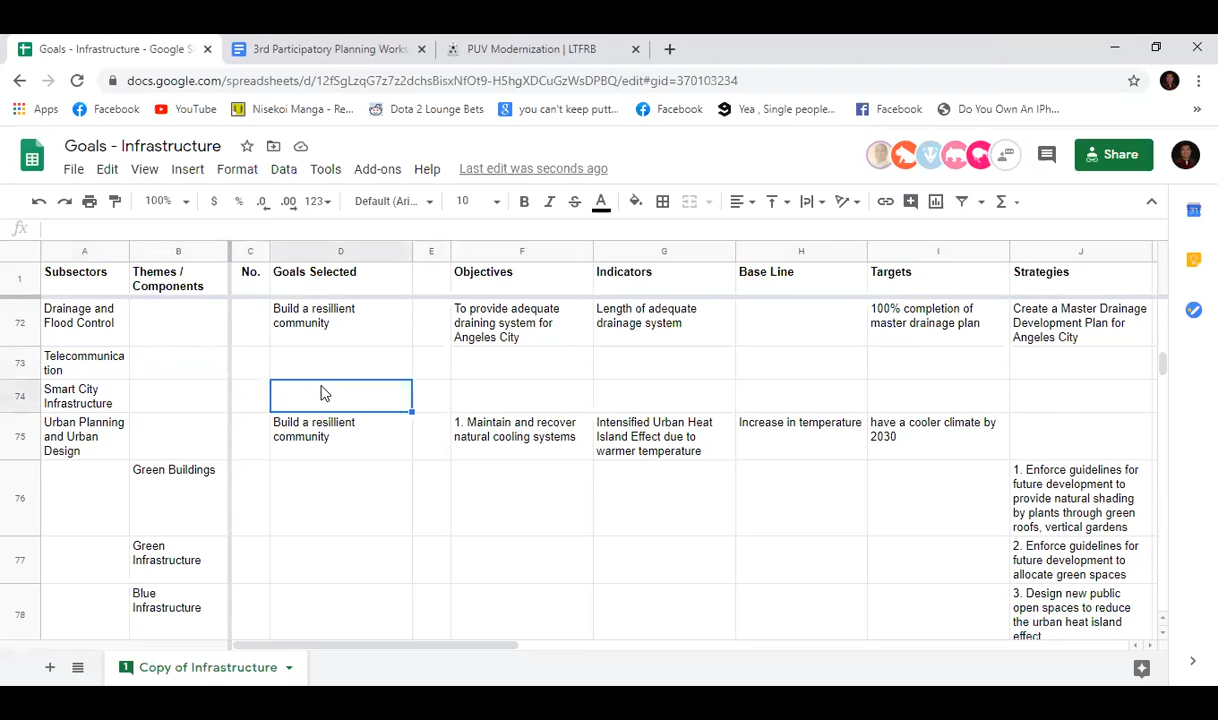 Goals - Infrastructure - Google S
3rd Participatory Planning Works
PUV Modernization | LTFRB
docs.google.com/spreadsheets/d/12fSgLzqG7z7z2dchsBisxNfOt9-H5hgXDCuGzWsDPBQ/edit#gid=370103234
Apps Facebook YouTube Nisekoi Manga - Re... Dota 2 Lounge Bets you can't keep putt... Facebook Yea , Single people... Facebook Do You Own An IPh...
Goals - Infrastructure
Share
File Edit View Insert Format Data Tools Add-ons Help Last edit was seconds ago
100% $ % .0 .00 123 Default (Ari... 10 B I S A
fx
A B C D E F G H I J
1 Subsectors Themes / No. Goals Selected Objectives Indicators Base Line Targets Strategies
Components
72 Drainage and Build a resillient To provide adequate Length of adequate 100% completion of Create a Master Drainage
Flood Control community draining system for drainage system master drainage plan Development Plan for
Angeles City Angeles City
73 Telecommunica
tion
74 Smart City
Infrastructure
75 Urban Planning Build a resillient 1. Maintain and recover Intensified Urban Heat Increase in temperature have a cooler climate by
and Urban community natural cooling systems Island Effect due to 2030
Design warmer temperature
76 Green Buildings 1. Enforce guidelines for
future development to
provide natural shading
by plants through green
roofs, vertical gardens
77 Green 2. Enforce guidelines for
Infrastructure future development to
allocate green spaces
78 Blue 3. Design new public
Infrastructure open spaces to reduce
the urban heat island
effect
1 Copy of Infrastructure
31